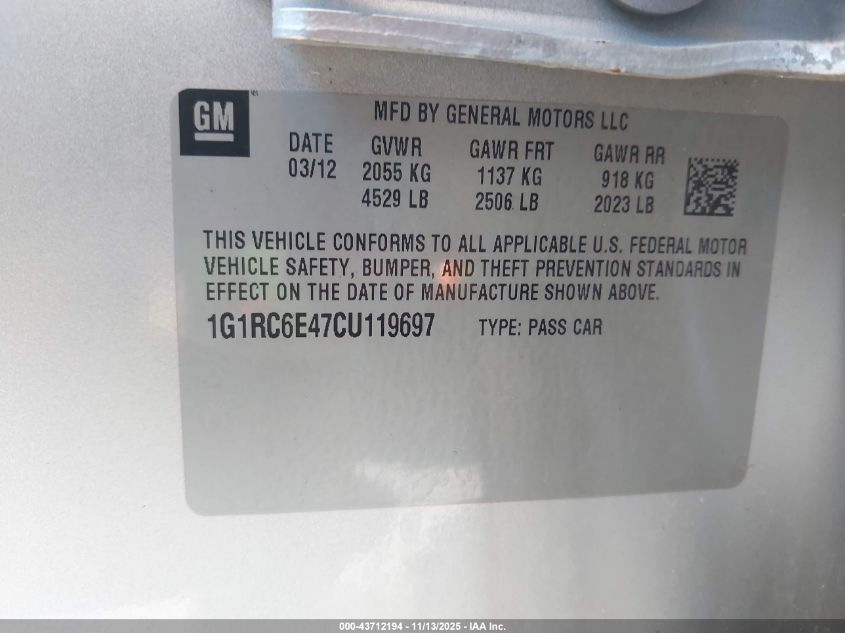 GM
MFD BY GENERAL MOTORS LLC
DATE GVWR GAWR FRT GAWR RR
03/12 2055 KG 1137 KG 918 KG
4529 LB 2506 LB 2023 LB
THIS VEHICLE CONFORMS TO ALL APPLICABLE U.S. FEDERAL MOTOR
VEHICLE SAFETY, BUMPER, AND THEFT PREVENTION STANDARDS IN
EFFECT ON THE DATE OF MANUFACTURE SHOWN ABOVE.
1G1RC6E47CU119697 TYPE: PASS CAR
000-43712194 - 11/13/2025 - IAA Inc.